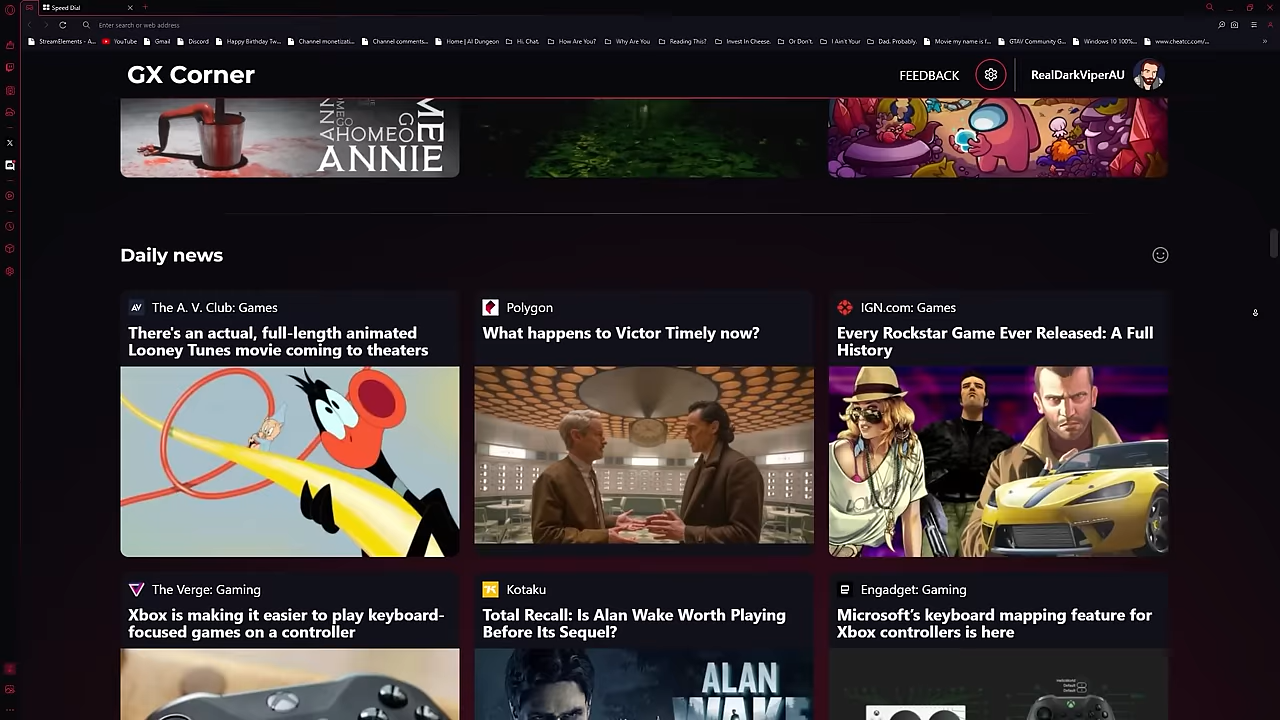 Speed Dial
Enter search or web address
StreamElements - A...
YouTube
Gmail
Discord
Happy Birthday Tw...
Channel monetizati...
Channel comments...
Home | AI Dungeon
Hi. Chat.
How Are You?
Why Are You
Reading This?
Invest In Cheese.
Or Don't.
I Ain't Your
Dad. Probably.
Movie my name is f...
GTAV Community G...
Windows 10 100%...
www.cheatcc.com/...
GX Corner
FEEDBACK
RealDarkViperAU
HOMEGO
ANNIE
Daily news
The A. V. Club: Games
There's an actual, full-length animated
Looney Tunes movie coming to theaters
Polygon
What happens to Victor Timely now?
IGN.com: Games
Every Rockstar Game Ever Released: A Full
History
The Verge: Gaming
Xbox is making it easier to play keyboard-
focused games on a controller
Kotaku
Total Recall: Is Alan Wake Worth Playing
Before Its Sequel?
Engadget: Gaming
Microsoft's keyboard mapping feature for
Xbox controllers is here
ALAN
WAKE